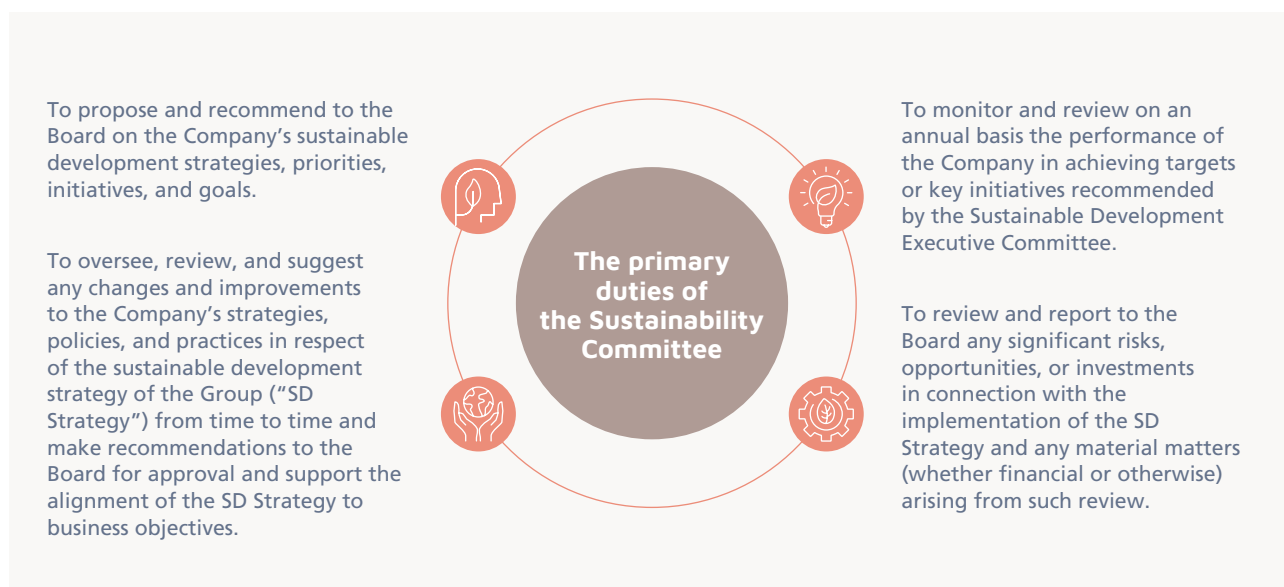 To propose and recommend to the
Board on the Company’s sustainable
development strategies, priorities,
initiatives, and goals.
To oversee, review, and suggest
any changes and improvements
to the Company’s strategies,
policies, and practices in respect
of the sustainable development
strategy of the Group (“SD
Strategy”) from time to time and
make recommendations to the
Board for approval and support the
alignment of the SD Strategy to
business objectives.
The primary
duties of
the Sustainability
Committee
To monitor and review on an
annual basis the performance of
the Company in achieving targets
or key initiatives recommended
by the Sustainable Development
Executive Committee.
To review and report to the
Board any significant risks,
opportunities, or investments
in connection with the
implementation of the SD
Strategy and any material matters
(whether financial or otherwise)
arising from such review.